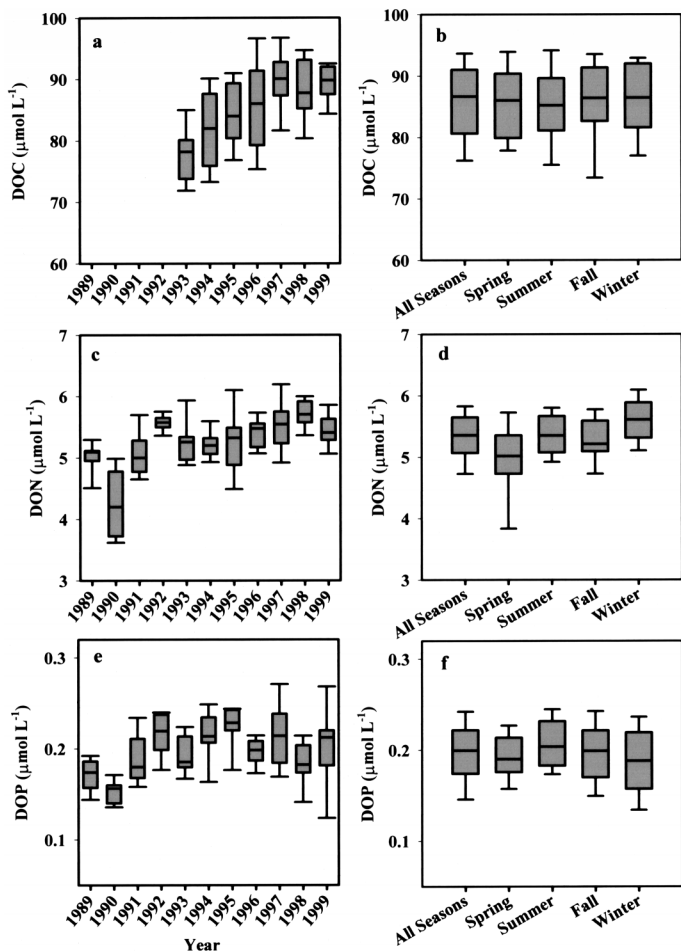 a
100
90
80
70
60
DOC (μmol L⁻¹)
1989
1990
1991
1992
1993
1994
1995
1996
1997
1998
1999
b
100
90
80
70
60
DOC (μmol L⁻¹)
All Seasons
Spring
Summer
Fall
Winter
c
7
6
5
4
3
DON (μmol L⁻¹)
1989
1990
1991
1992
1993
1994
1995
1996
1997
1998
1999
d
7
6
5
4
3
DON (μmol L⁻¹)
All Seasons
Spring
Summer
Fall
Winter
e
0.3
0.2
0.1
DOP (μmol L⁻¹)
1989
1990
1991
1992
1993
1994
1995
1996
1997
1998
1999
Year
f
0.3
0.2
0.1
DOP (μmol L⁻¹)
All Seasons
Spring
Summer
Fall
Winter